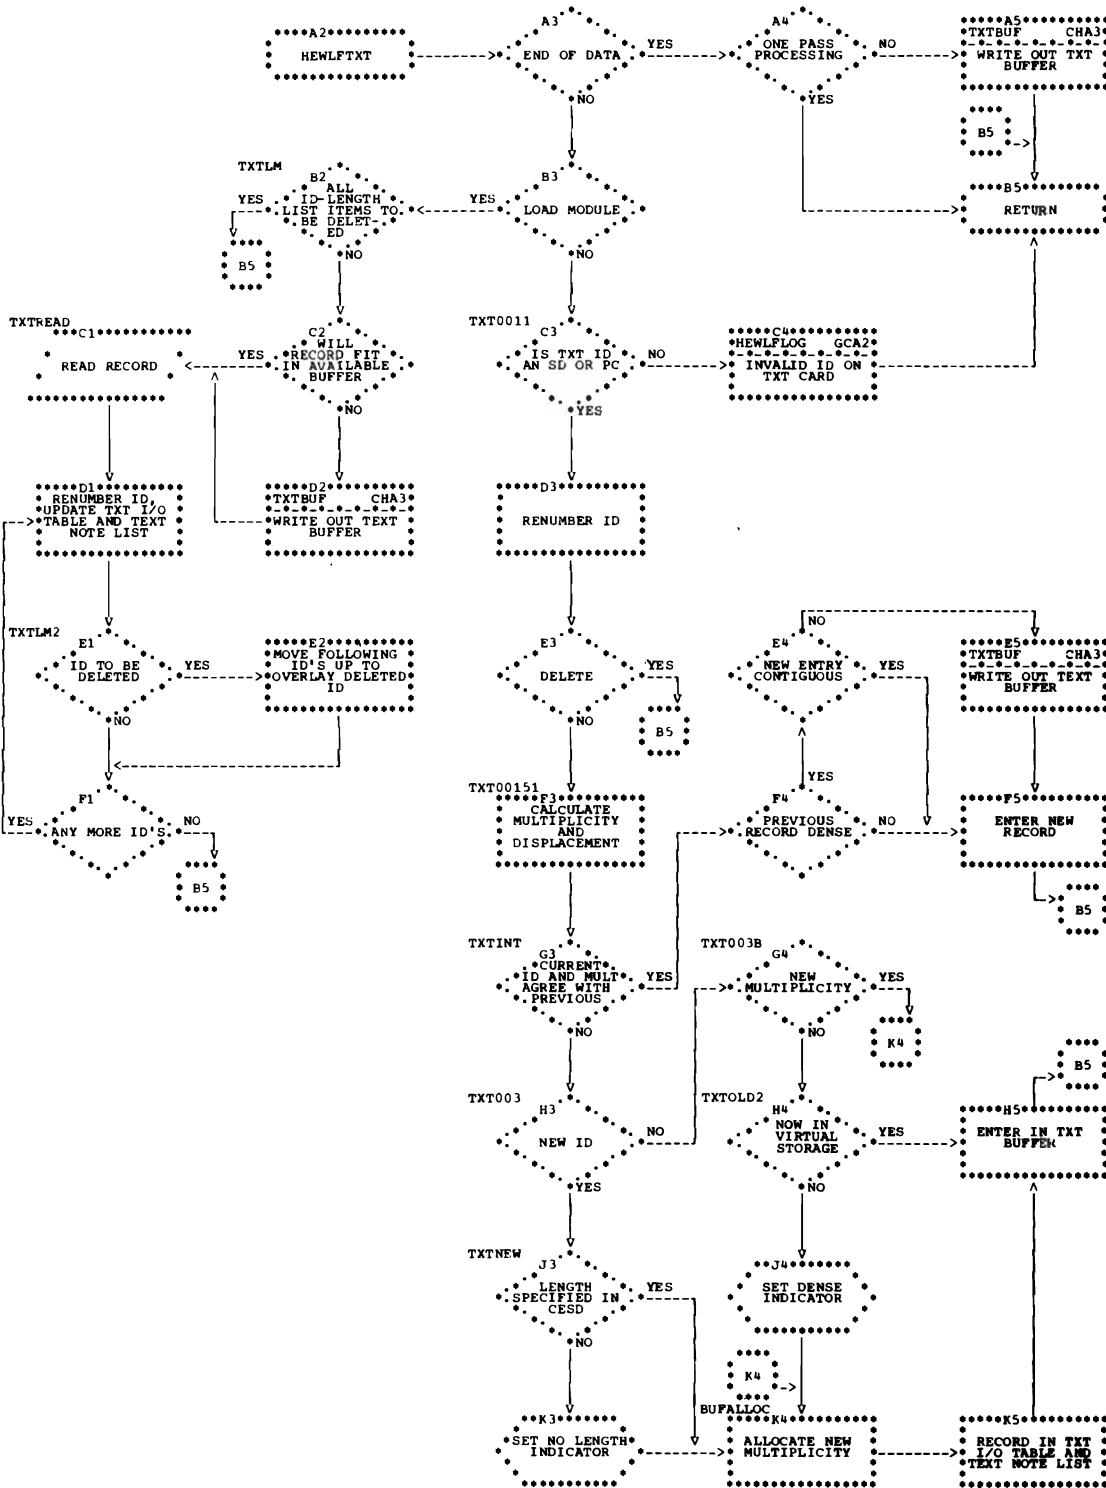 A2
HEWLFTXT
A3
END OF DATA
YES
NO
A4
ONE PASS
PROCESSING
NO
YES
A5
TXTBUF CHA3
WRITE OUT TXT
BUFFER
B5
TXTLM
B2
ALL
ID-LENGTH
LIST ITEMS TO
BE DELET-
ED
YES
NO
B5
B3
LOAD MODULE
YES
NO
B5
RETURN
TXTREAD
C1
READ RECORD
C2
WILL
RECORD FIT
IN AVAILABLE
BUFFER
YES
NO
TXT0011
C3
IS TXT ID
AN SD OR PC
NO
YES
C4
HEWLFLOG GCA2
INVALID ID ON
TXT CARD
D1
RENUMBER ID,
UPDATE TXT I/O
TABLE AND TEXT
NOTE LIST
D2
TXTBUF CHA3
WRITE OUT TEXT
BUFFER
D3
RENUMBER ID
TXTLM2
E1
ID TO BE
DELETED
YES
NO
E2
MOVE FOLLOWING
ID'S UP TO
OVERLAY DELETED
ID
E3
DELETE
YES
NO
B5
E4
NEW ENTRY
CONTIGUOUS
NO
YES
E5
TXTBUF CHA3
WRITE OUT TEXT
BUFFER
F1
ANY MORE ID'S
YES
NO
B5
TXT00151
F3
CALCULATE
MULTIPLICITY
AND
DISPLACEMENT
F4
PREVIOUS
RECORD DENSE
YES
NO
F5
ENTER NEW
RECORD
B5
TXTINT
G3
CURRENT
ID AND MULT
AGREE WITH
PREVIOUS
YES
NO
TXT003B
G4
NEW
MULTIPLICITY
YES
NO
K4
B5
TXT003
H3
NEW ID
NO
YES
TXTOLD2
H4
NOW IN
VIRTUAL
STORAGE
YES
NO
H5
ENTER IN TXT
BUFFER
TXTNEW
J3
LENGTH
SPECIFIED IN
CESD
YES
NO
J4
SET DENSE
INDICATOR
K4
BUFALLOC
K3
SET NO LENGTH
INDICATOR
K4
ALLOCATE NEW
MULTIPLICITY
K5
RECORD IN TXT
I/O TABLE AND
TEXT NOTE LIST